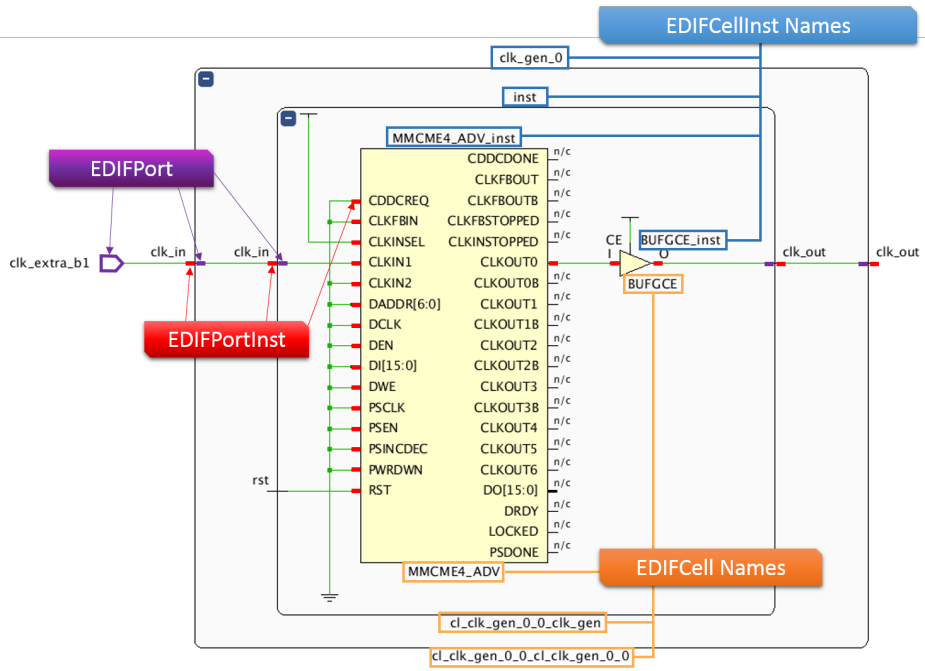 EDIFCellInst Names
clk_gen_0
inst
MMCME4_ADV_inst
EDIFPort
CDDCDONE n/c
CLKFBOUT n/c
CDDCREQ CLKFBOUTB n/c
CLKFBIN CLKFBSTOPPED n/c
CLKINSEL CLKINSTOPPED n/c
CE BUFGCE_inst
clk_extra_b1 clk_in clk_in CLKIN1 CLKOUT0 I O clk_out clk_out
BUFGCE
CLKIN2 CLKOUT0B n/c
DADDR[6:0] CLKOUT1 n/c
DCLK CLKOUT1B n/c
EDIFPortInst
DEN CLKOUT2 n/c
DI[15:0] CLKOUT2B n/c
DWE CLKOUT3 n/c
PSCLK CLKOUT3B n/c
PSEN CLKOUT4 n/c
PSINCDEC CLKOUT5 n/c
PWRDWN CLKOUT6 n/c
rst RST DO[15:0] n/c
DRDY n/c
LOCKED n/c
PSDONE n/c
MMCME4_ADV
EDIFCell Names
cl_clk_gen_0_0_clk_gen
cl_clk_gen_0_0_cl_clk_gen_0_0